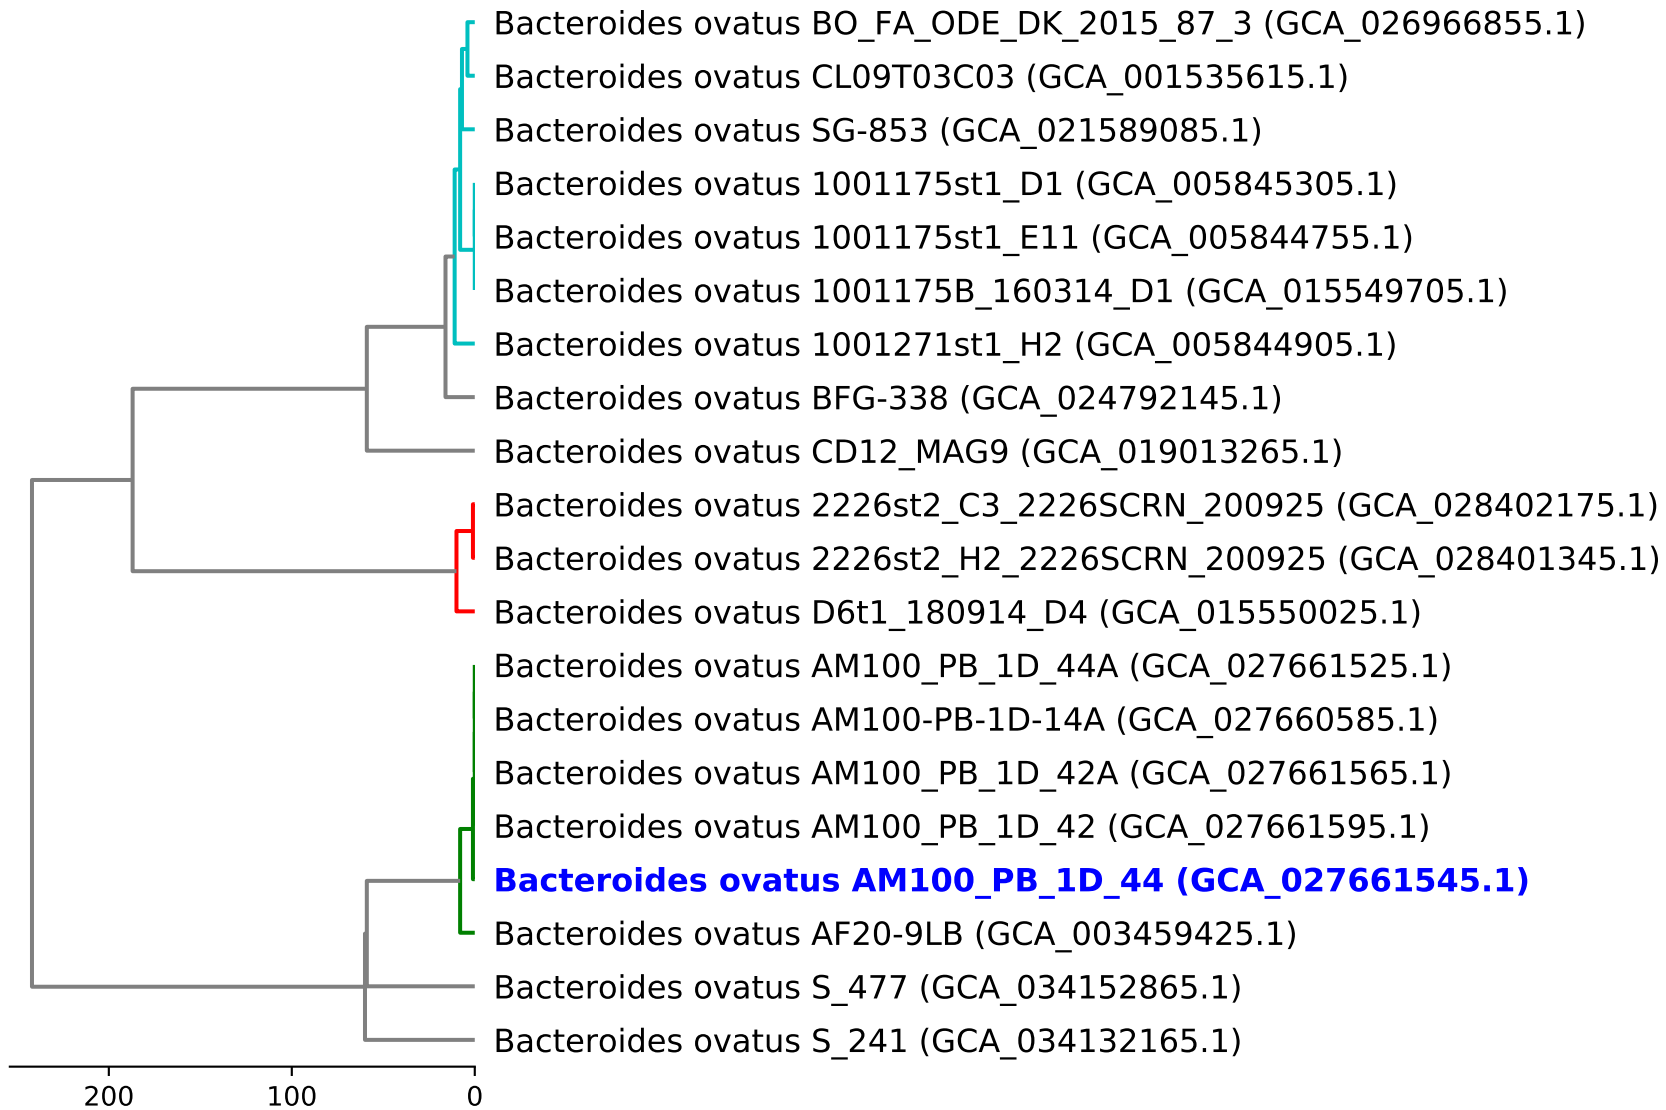 Bacteroides ovatus BO_FA_ODE_DK_2015_87_3 (GCA_026966855.1)
Bacteroides ovatus CL09T03C03 (GCA_001535615.1)
Bacteroides ovatus SG-853 (GCA_021589085.1)
Bacteroides ovatus 1001175st1_D1 (GCA_005845305.1)
Bacteroides ovatus 1001175st1_E11 (GCA_005844755.1)
Bacteroides ovatus 1001175B_160314_D1 (GCA_015549705.1)
Bacteroides ovatus 1001271st1_H2 (GCA_005844905.1)
Bacteroides ovatus BFG-338 (GCA_024792145.1)
Bacteroides ovatus CD12_MAG9 (GCA_019013265.1)
Bacteroides ovatus 2226st2_C3_2226SCRN_200925 (GCA_028402175.1)
Bacteroides ovatus 2226st2_H2_2226SCRN_200925 (GCA_028401345.1)
Bacteroides ovatus D6t1_180914_D4 (GCA_015550025.1)
Bacteroides ovatus AM100_PB_1D_44A (GCA_027661525.1)
Bacteroides ovatus AM100-PB-1D-14A (GCA_027660585.1)
Bacteroides ovatus AM100_PB_1D_42A (GCA_027661565.1)
Bacteroides ovatus AM100_PB_1D_42 (GCA_027661595.1)
Bacteroides ovatus AM100_PB_1D_44 (GCA_027661545.1)
Bacteroides ovatus AF20-9LB (GCA_003459425.1)
Bacteroides ovatus S_477 (GCA_034152865.1)
Bacteroides ovatus S_241 (GCA_034132165.1)
200 100 0